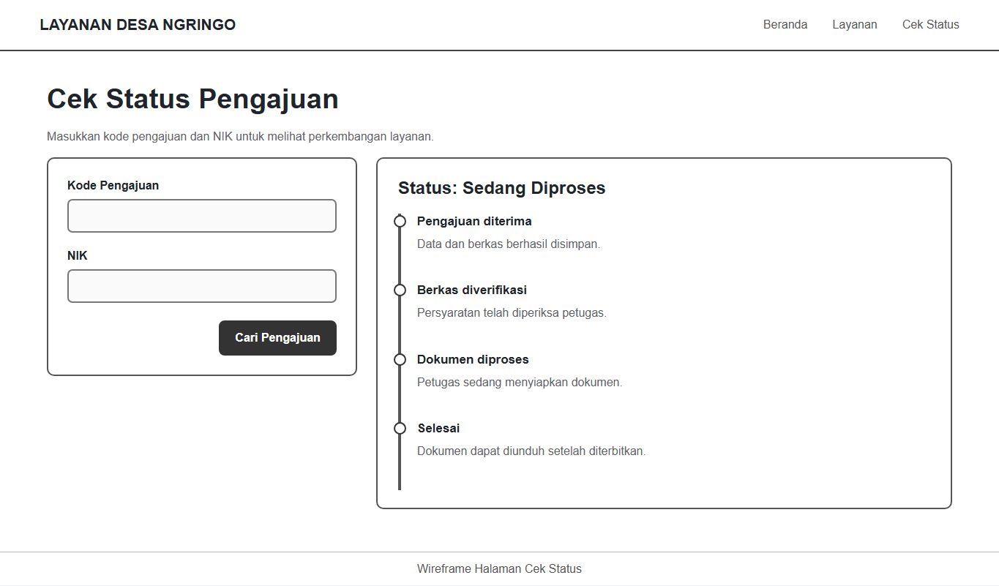 LAYANAN DESA NGRINGO
Beranda
Layanan
Cek Status
Cek Status Pengajuan
Masukkan kode pengajuan dan NIK untuk melihat perkembangan layanan.
Kode Pengajuan
NIK
Cari Pengajuan
Status: Sedang Diproses
Pengajuan diterima
Data dan berkas berhasil disimpan.
Berkas diverifikasi
Persyaratan telah diperiksa petugas.
Dokumen diproses
Petugas sedang menyiapkan dokumen.
Selesai
Dokumen dapat diunduh setelah diterbitkan.
Wireframe Halaman Cek Status